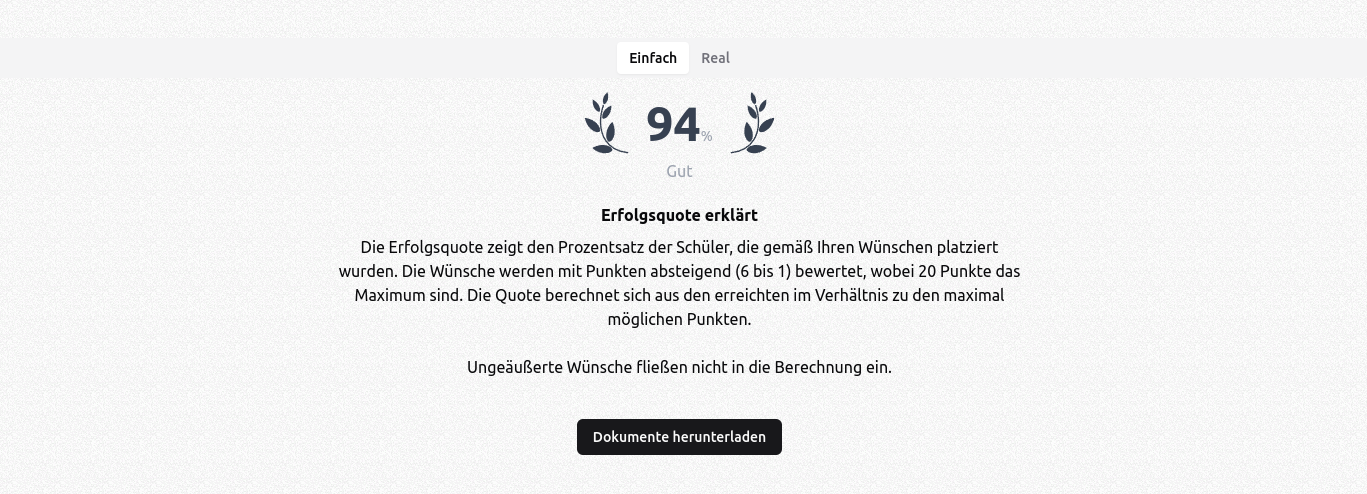 Einfach Real
94%
Gut
Erfolgsquote erklärt
Die Erfolgsquote zeigt den Prozentsatz der Schüler, die gemäß Ihren Wünschen platziert
wurden. Die Wünsche werden mit Punkten absteigend (6 bis 1) bewertet, wobei 20 Punkte das
Maximum sind. Die Quote berechnet sich aus den erreichten im Verhältnis zu den maximal
möglichen Punkten.
Ungeäußerte Wünsche fließen nicht in die Berechnung ein.
Dokumente herunterladen